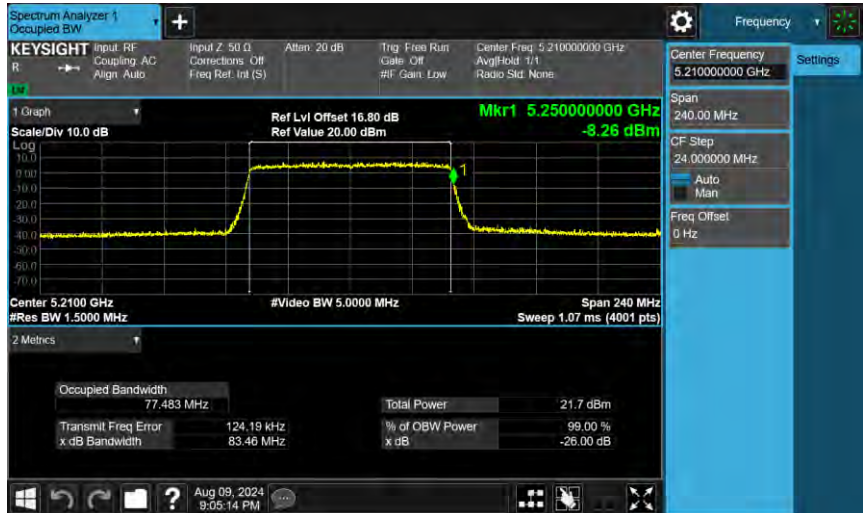 Spectrum Analyzer 1
Occupied BW
Frequency
KEYSIGHT
R
Input: RF
Coupling: AC
Align: Auto
Input Z: 50 Ω
Corrections: Off
Freq Ref: Int (S)
Atten: 20 dB
Trig: Free Run
Gate: Off
#IF Gain: Low
Center Freq: 5.210000000 GHz
Avg|Hold: 1/1
Radio Std: None
Center Frequency
5.210000000 GHz
Settings
Span
240.00 MHz
CF Step
24.000000 MHz
Auto
Man
Freq Offset
0 Hz
1 Graph
Scale/Div 10.0 dB
Ref Lvl Offset 16.80 dB
Ref Value 20.00 dBm
Mkr1 5.250000000 GHz
-8.26 dBm
Log
10.0
0.00
-10.0
-20.0
-30.0
-40.0
-50.0
-60.0
-70.0
1
Center 5.2100 GHz
#Res BW 1.5000 MHz
#Video BW 5.0000 MHz
Span 240 MHz
Sweep 1.07 ms (4001 pts)
2 Metrics
Occupied Bandwidth
77.483 MHz
Total Power 21.7 dBm
Transmit Freq Error 124.19 kHz
% of OBW Power 99.00 %
x dB Bandwidth 83.46 MHz
x dB -26.00 dB
?
Aug 09, 2024
9:05:14 PM